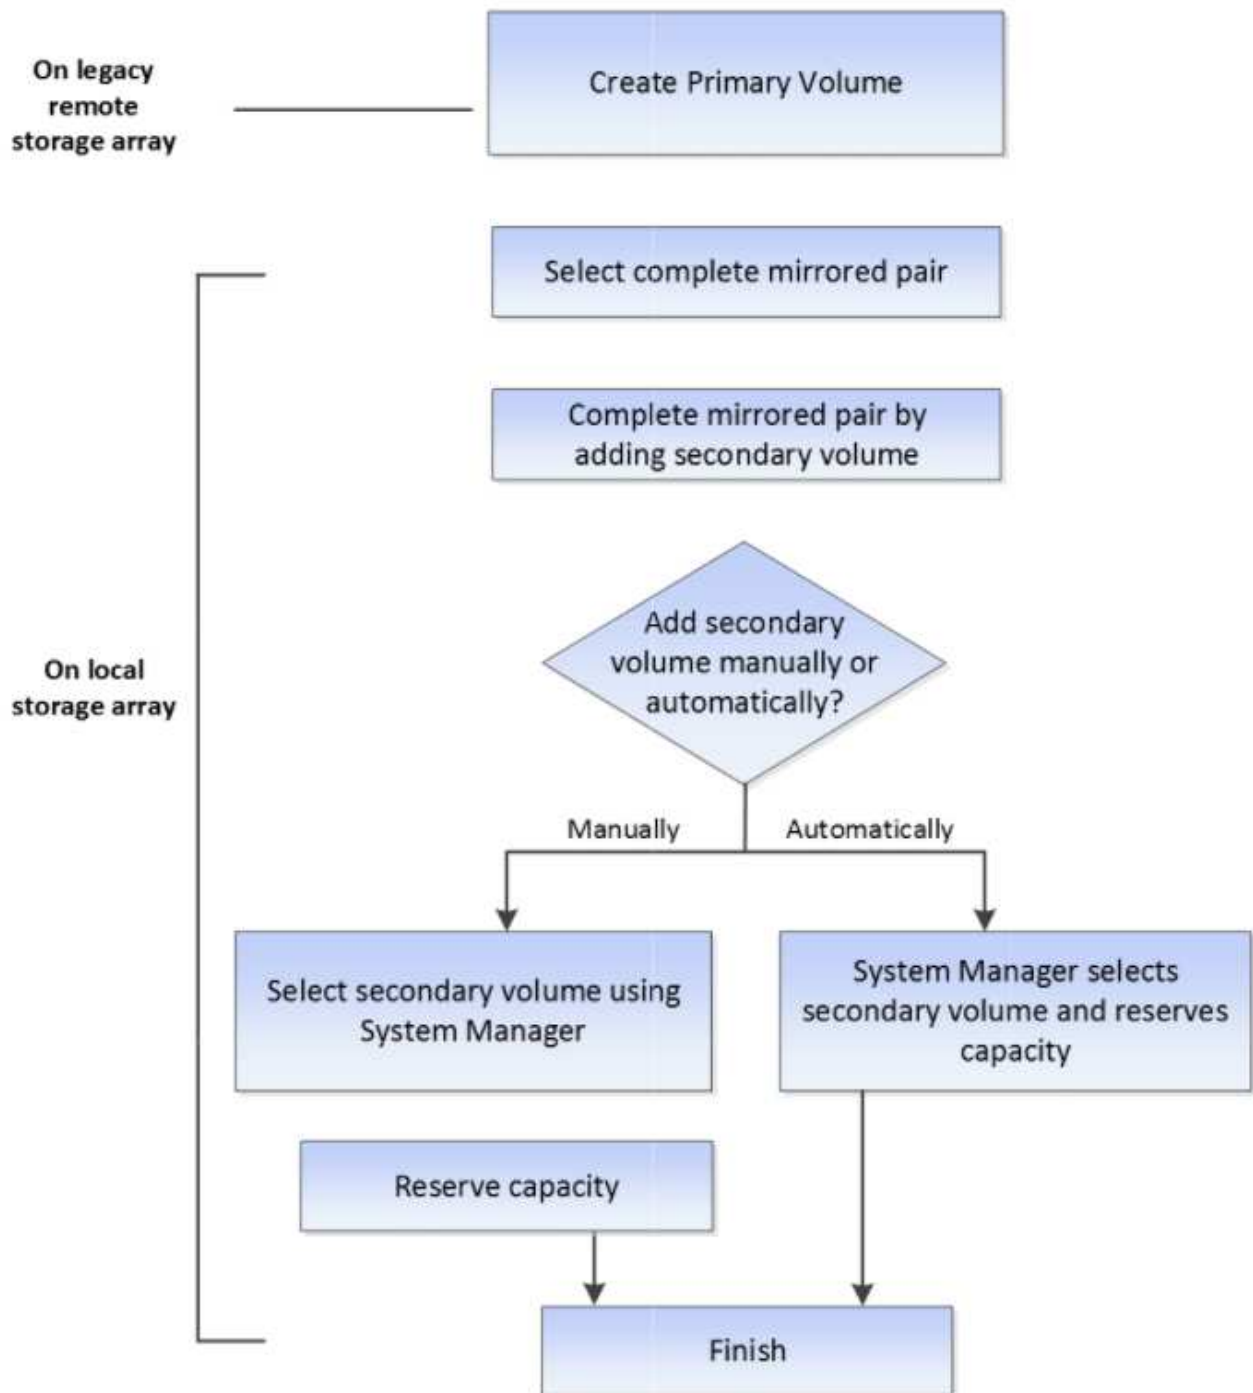 On legacy
remote
storage array
Create Primary Volume
Select complete mirrored pair
Complete mirrored pair by
adding secondary volume
On local
storage array
Add secondary
volume manually or
automatically?
Manually
Automatically
Select secondary volume using
System Manager
System Manager selects
secondary volume and reserves
capacity
Reserve capacity
Finish